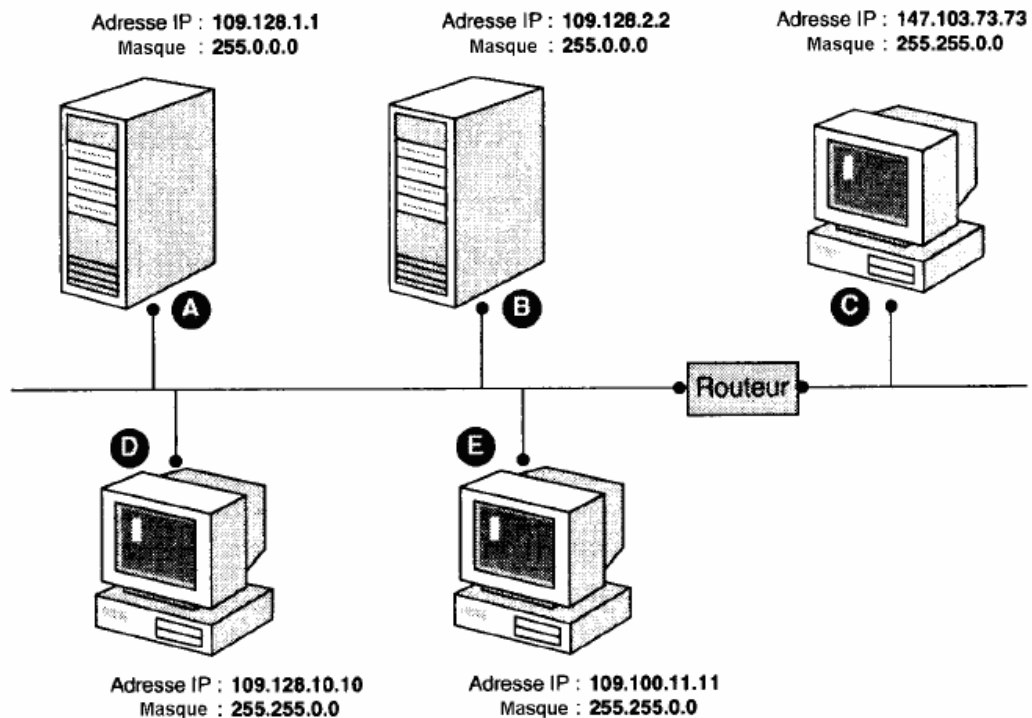 Adresse IP : 109.128.1.1
Masque : 255.0.0.0
Adresse IP : 109.128.2.2
Masque : 255.0.0.0
Adresse IP : 147.103.73.73
Masque : 255.255.0.0
A
B
C
Routeur
D
E
Adresse IP : 109.128.10.10
Masque : 255.255.0.0
Adresse IP : 109.100.11.11
Masque : 255.255.0.0